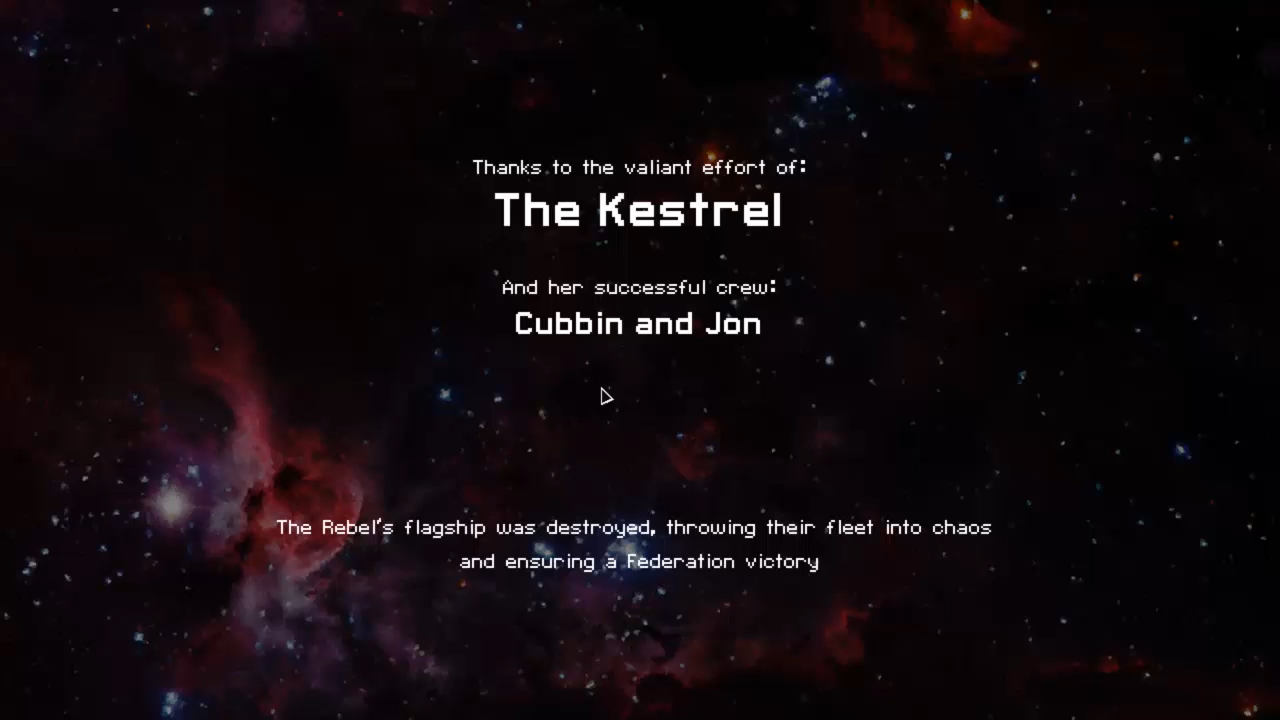 Thanks to the valiant effort of:
The Kestrel
And her successful crew:
Cubbin and Jon
The Rebel's flagship was destroyed, throwing their fleet into chaos
and ensuring a Federation victory